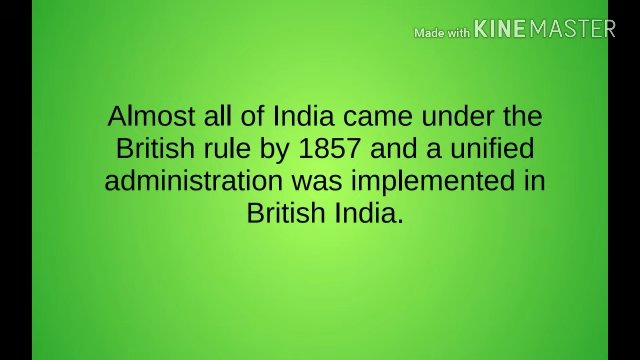 Made with KINEMASTER
Almost all of India came under the
British rule by 1857 and a unified
administration was implemented in
British India.